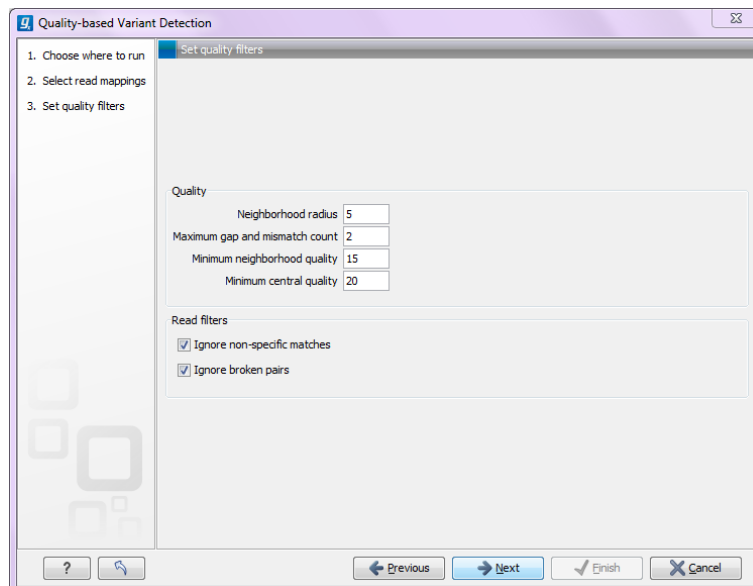 Quality-based Variant Detection
1. Choose where to run
2. Select read mappings
3. Set quality filters
Set quality filters
Quality
Neighborhood radius 5
Maximum gap and mismatch count 2
Minimum neighborhood quality 15
Minimum central quality 20
Read filters
Ignore non-specific matches
Ignore broken pairs
? Previous Next Finish Cancel